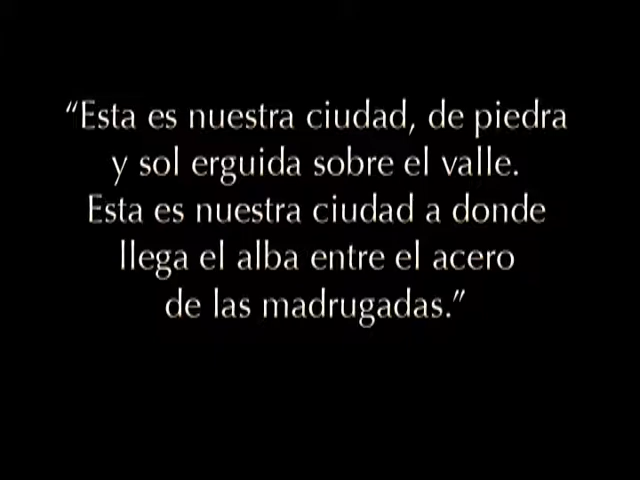 “Esta es nuestra ciudad, de piedra
y sol erguida sobre el valle.
Esta es nuestra ciudad a donde
llega el alba entre el acero
de las madrugadas.”